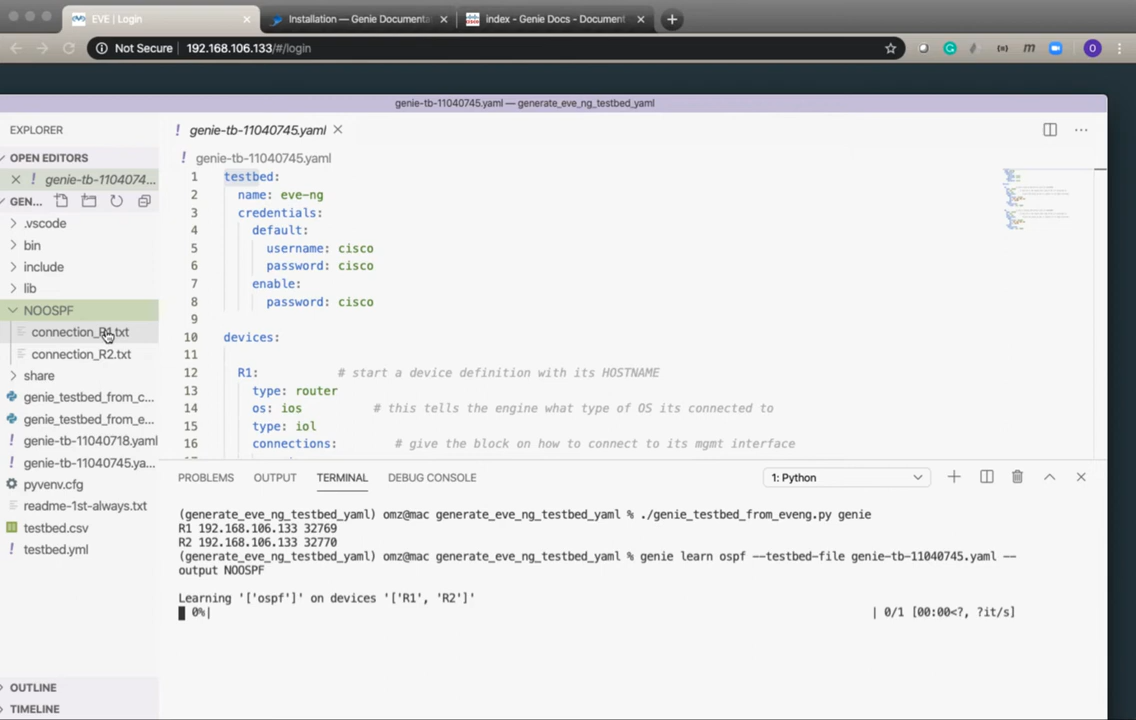 EVE | Login
Installation — Genie Documenta
index - Genie Docs - Document
Not Secure
192.168.106.133/#/login
genie-tb-11040745.yaml — generate_eve_ng_testbed_yaml
EXPLORER
OPEN EDITORS
! genie-tb-1104074...
GEN...
.vscode
bin
include
lib
NOOSPF
connection_R1.txt
connection_R2.txt
share
genie_testbed_from_c...
genie_testbed_from_e...
! genie-tb-11040718.yaml
! genie-tb-11040745.ya...
pyvenv.cfg
readme-1st-always.txt
testbed.csv
! testbed.yml
OUTLINE
TIMELINE
! genie-tb-11040745.yaml
! genie-tb-11040745.yaml
1 testbed:
2 name: eve-ng
3 credentials:
4 default:
5 username: cisco
6 password: cisco
7 enable:
8 password: cisco
9
10 devices:
11
12 R1: # start a device definition with its HOSTNAME
13 type: router
14 os: ios # this tells the engine what type of OS its connected to
15 type: iol
16 connections: # give the block on how to connect to its mgmt interface
PROBLEMS OUTPUT TERMINAL DEBUG CONSOLE
1: Python
(generate_eve_ng_testbed_yaml) omz@mac generate_eve_ng_testbed_yaml % ./genie_testbed_from_eveng.py genie
R1 192.168.106.133 32769
R2 192.168.106.133 32770
(generate_eve_ng_testbed_yaml) omz@mac generate_eve_ng_testbed_yaml % genie learn ospf --testbed-file genie-tb-11040745.yaml --
output NOOSPF
Learning '['ospf']' on devices '['R1', 'R2']'
0%| | 0/1 [00:00<?, ?it/s]